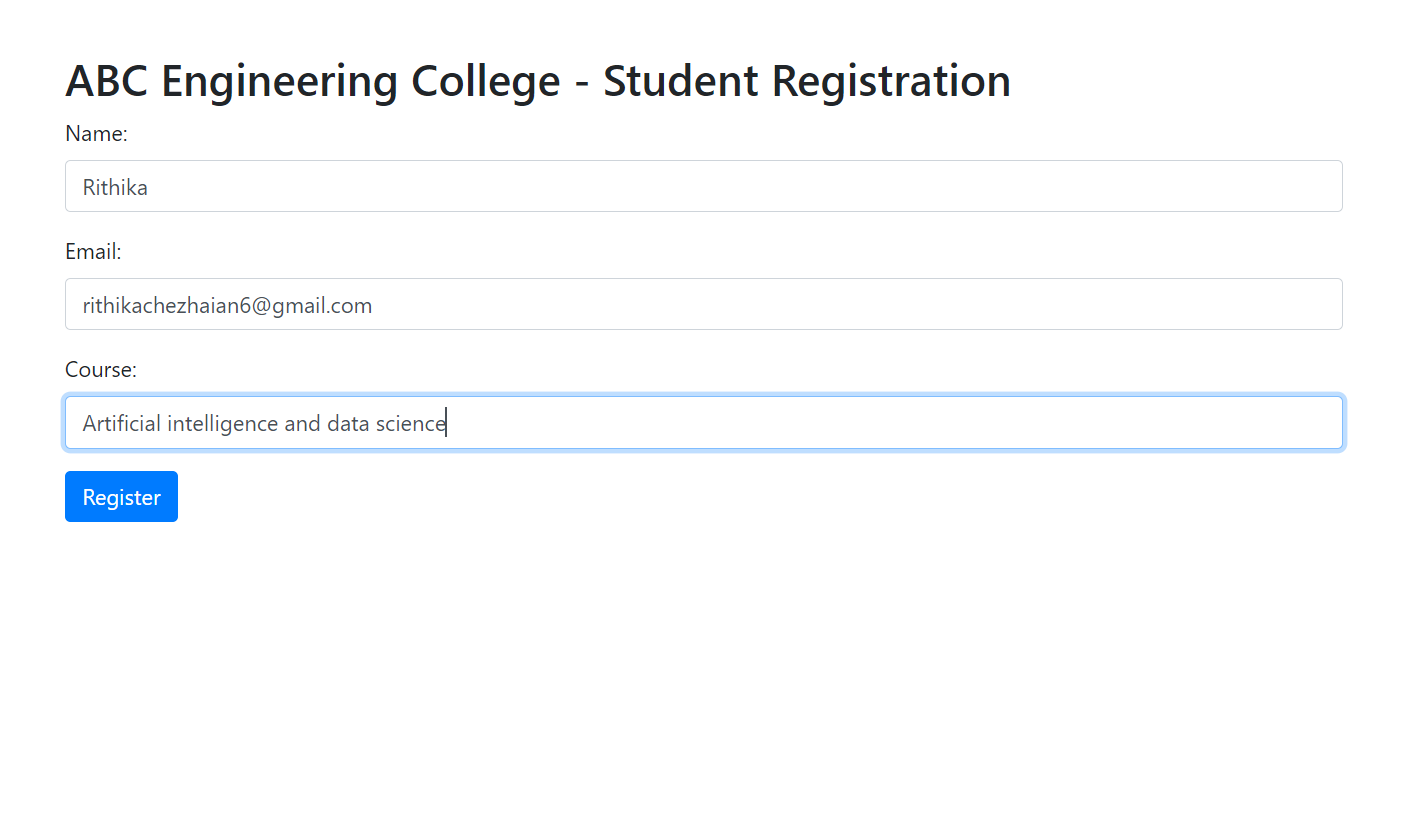 ABC Engineering College - Student Registration
Name:
Rithika
Email:
rithikachezhaian6@gmail.com
Course:
Artificial intelligence and data science
Register